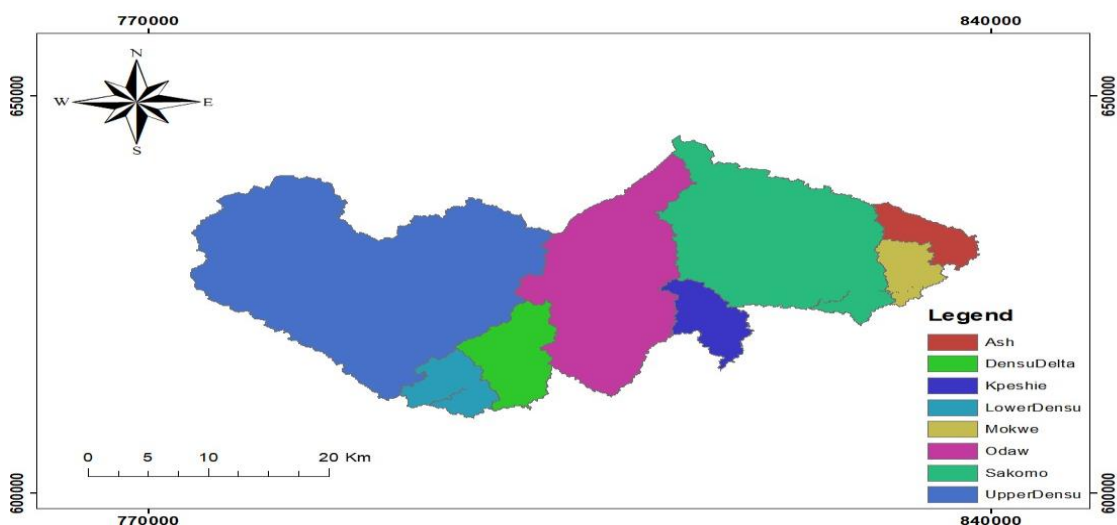 770000 840000
N
W E
S
650000 650000
Legend
Ash
DensuDelta
Kpeshie
LowerDensu
Mokwe
Odaw
Sakomo
UpperDensu
0 5 10 20 Km
600000 600000
770000 840000